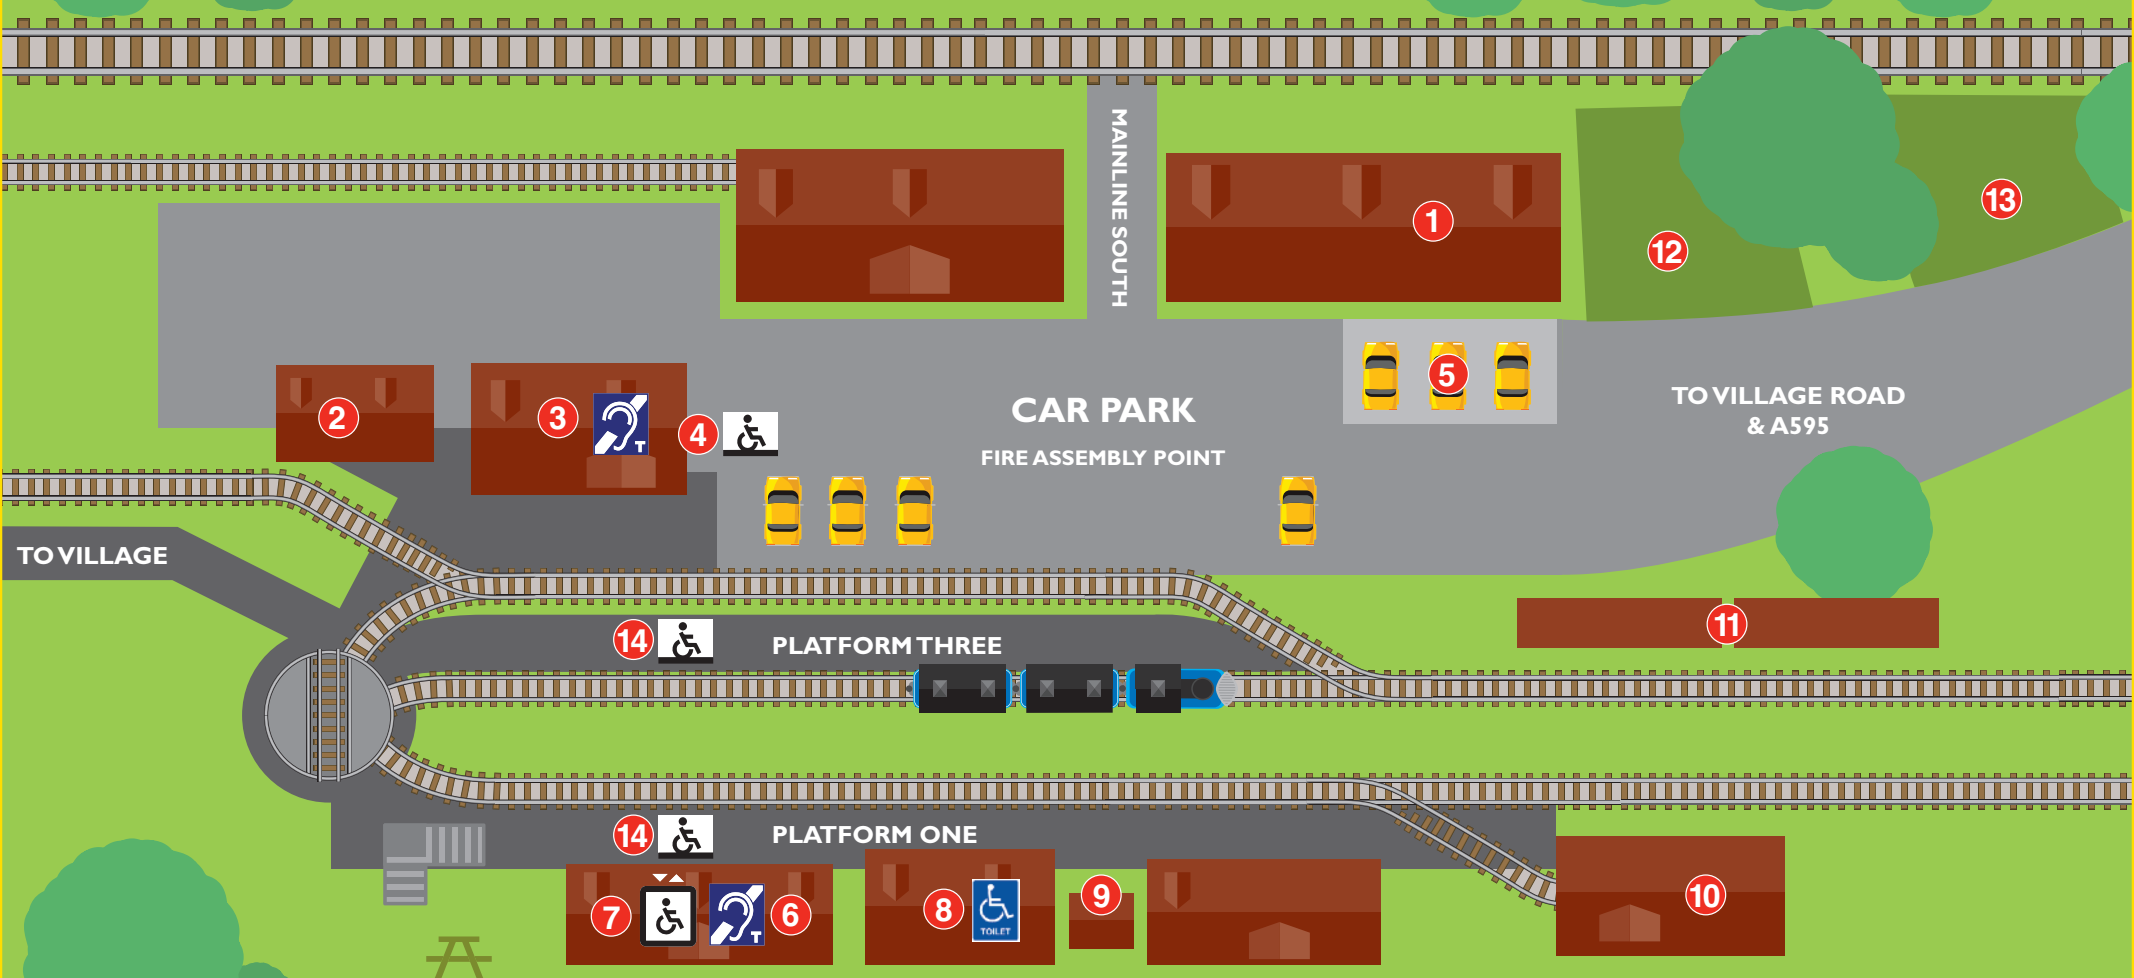 MAINLINE SOUTH
1
13
12
2
3
T
4
CAR PARK
FIRE ASSEMBLY POINT
5
TO VILLAGE ROAD
& A595
TO VILLAGE
14
PLATFORM THREE
11
14
PLATFORM ONE
7
T
6
8
TOILET
9
10